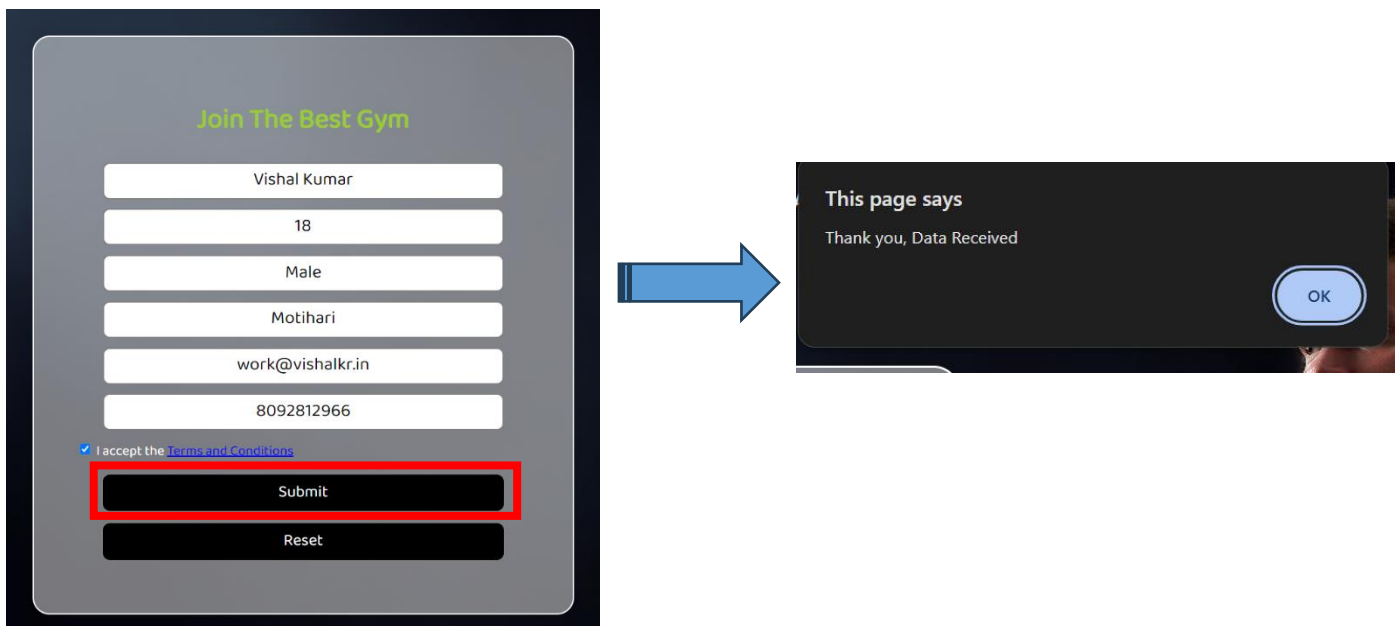 Join The Best Gym
Vishal Kumar
18
Male
Motihari
work@vishalkr.in
8092812966
I accept the Terms and Conditions
Submit
Reset
This page says
Thank you, Data Received
OK